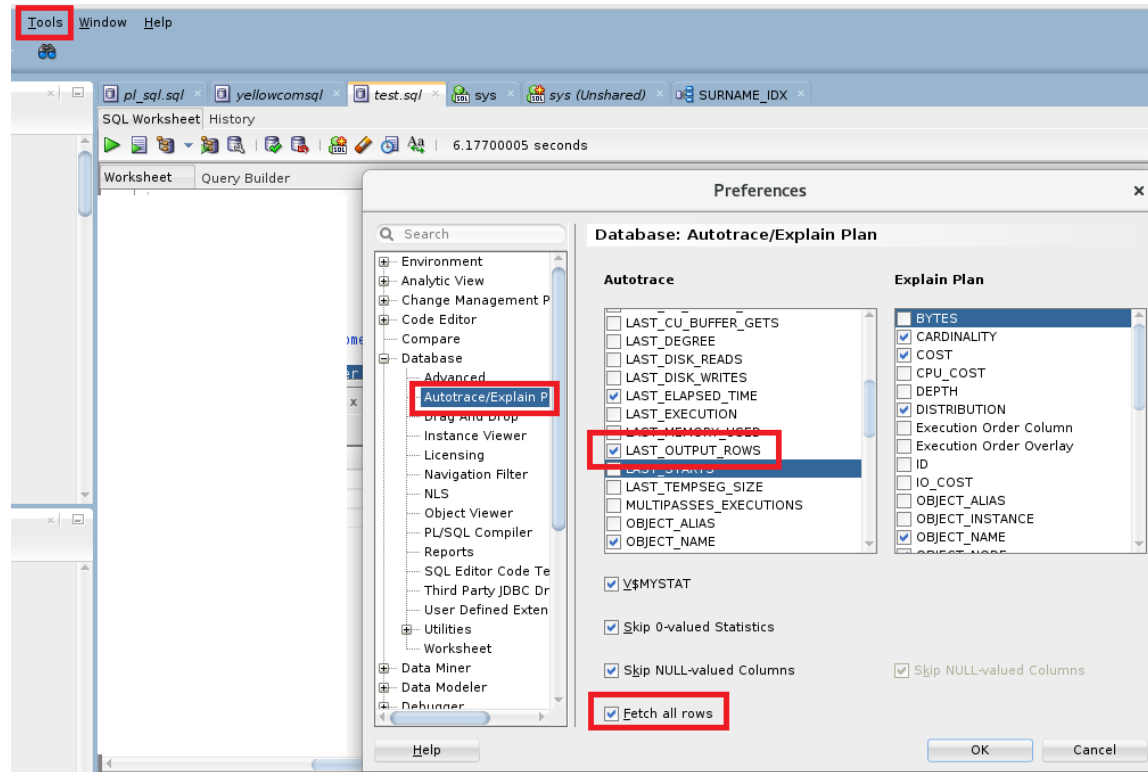 Tools Window Help
pl_sql.sql yellowcomsql test.sql sys sys (Unshared) SURNAME_IDX
SQL Worksheet History
6.17700005 seconds
Worksheet Query Builder
Preferences
Search
Environment
Analytic View
Change Management P
Code Editor
Compare
Database
Advanced
Autotrace/Explain P
Drag And Drop
Instance Viewer
Licensing
Navigation Filter
NLS
Object Viewer
PL/SQL Compiler
Reports
SQL Editor Code Te
Third Party JDBC Dr
User Defined Exten
Utilities
Worksheet
Data Miner
Data Modeler
Debugger
Database: Autotrace/Explain Plan
Autotrace
LAST_CU_BUFFER_GETS
LAST_DEGREE
LAST_DISK_READS
LAST_DISK_WRITES
LAST_ELAPSED_TIME
LAST_EXECUTION
LAST_MEMORY_USED
LAST_OUTPUT_ROWS
LAST_STARTS
LAST_TEMPSEG_SIZE
MULTIPASSES_EXECUTIONS
OBJECT_ALIAS
OBJECT_NAME
Explain Plan
BYTES
CARDINALITY
COST
CPU_COST
DEPTH
DISTRIBUTION
Execution Order Column
Execution Order Overlay
ID
IO_COST
OBJECT_ALIAS
OBJECT_INSTANCE
OBJECT_NAME
OBJECT_NODE
V$MYSTAT
Skip 0-valued Statistics
Skip NULL-valued Columns Skip NULL-valued Columns
Fetch all rows
Help OK Cancel